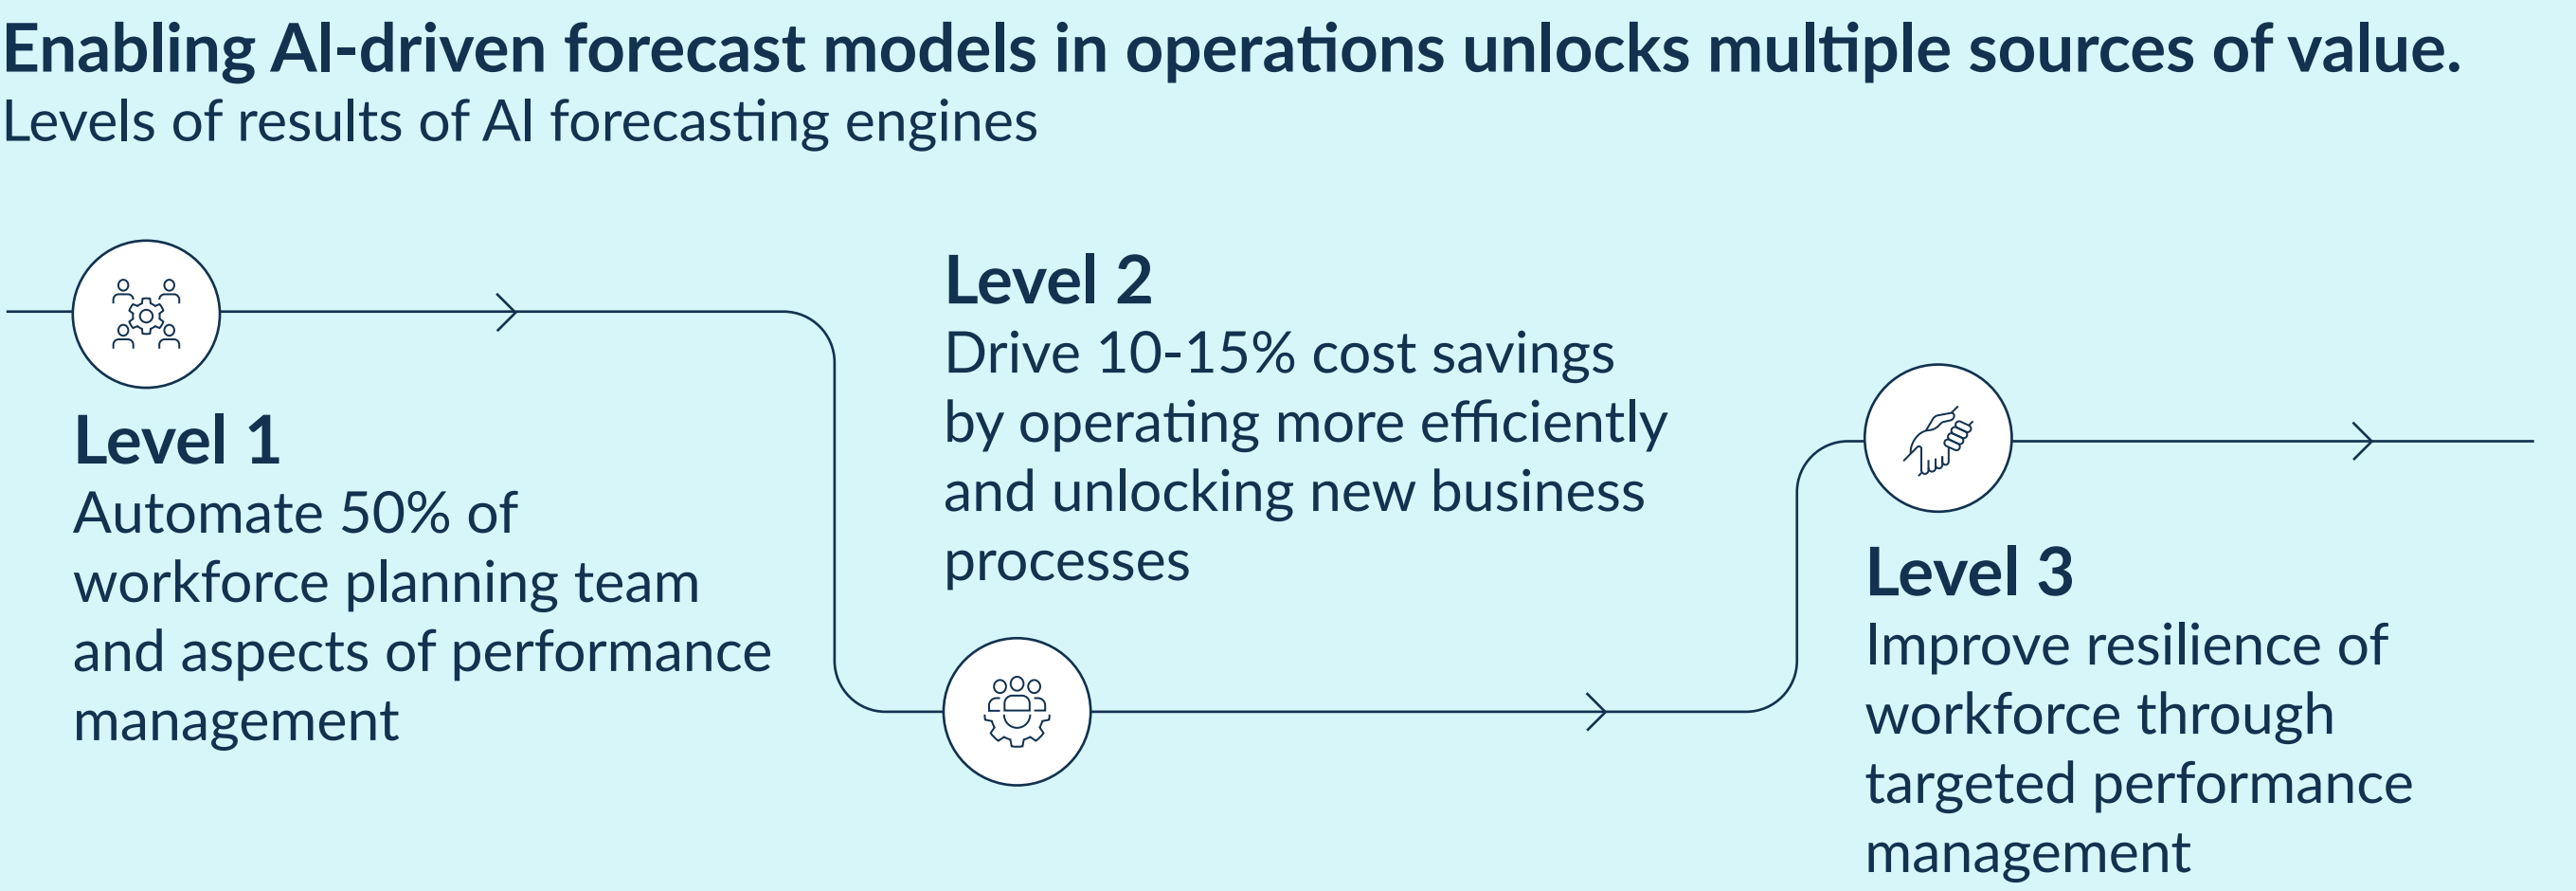 Enabling AI-driven forecast models in operations unlocks multiple sources of value.
Levels of results of AI forecasting engines
Level 1
Automate 50% of
workforce planning team
and aspects of performance
management
Level 2
Drive 10-15% cost savings
by operating more efficiently
and unlocking new business
processes
Level 3
Improve resilience of
workforce through
targeted performance
management